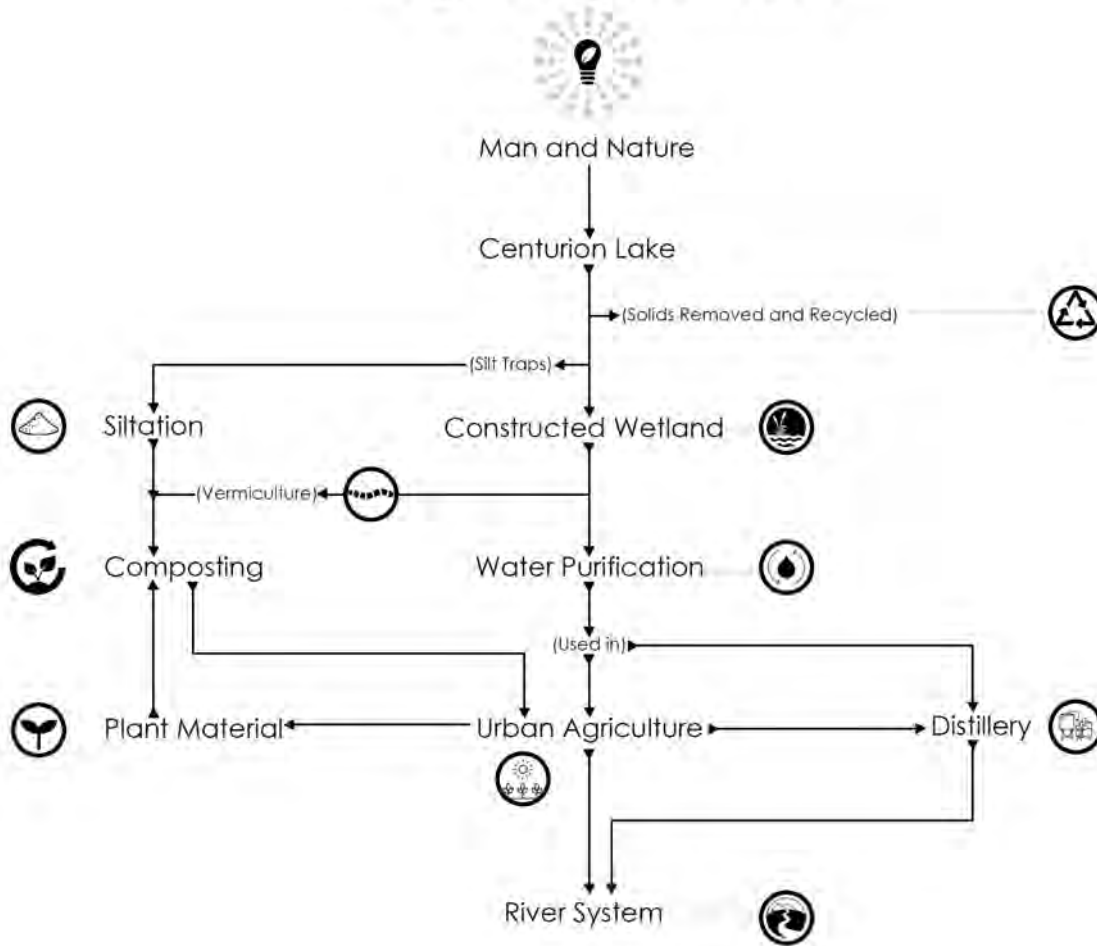 Man and Nature
Centurion Lake
(Solids Removed and Recycled)
(Silt Traps)
Siltation
Constructed Wetland
(Vermiculture)
Composting
Water Purification
(Used in)
Plant Material
Urban Agriculture
Distillery
River System